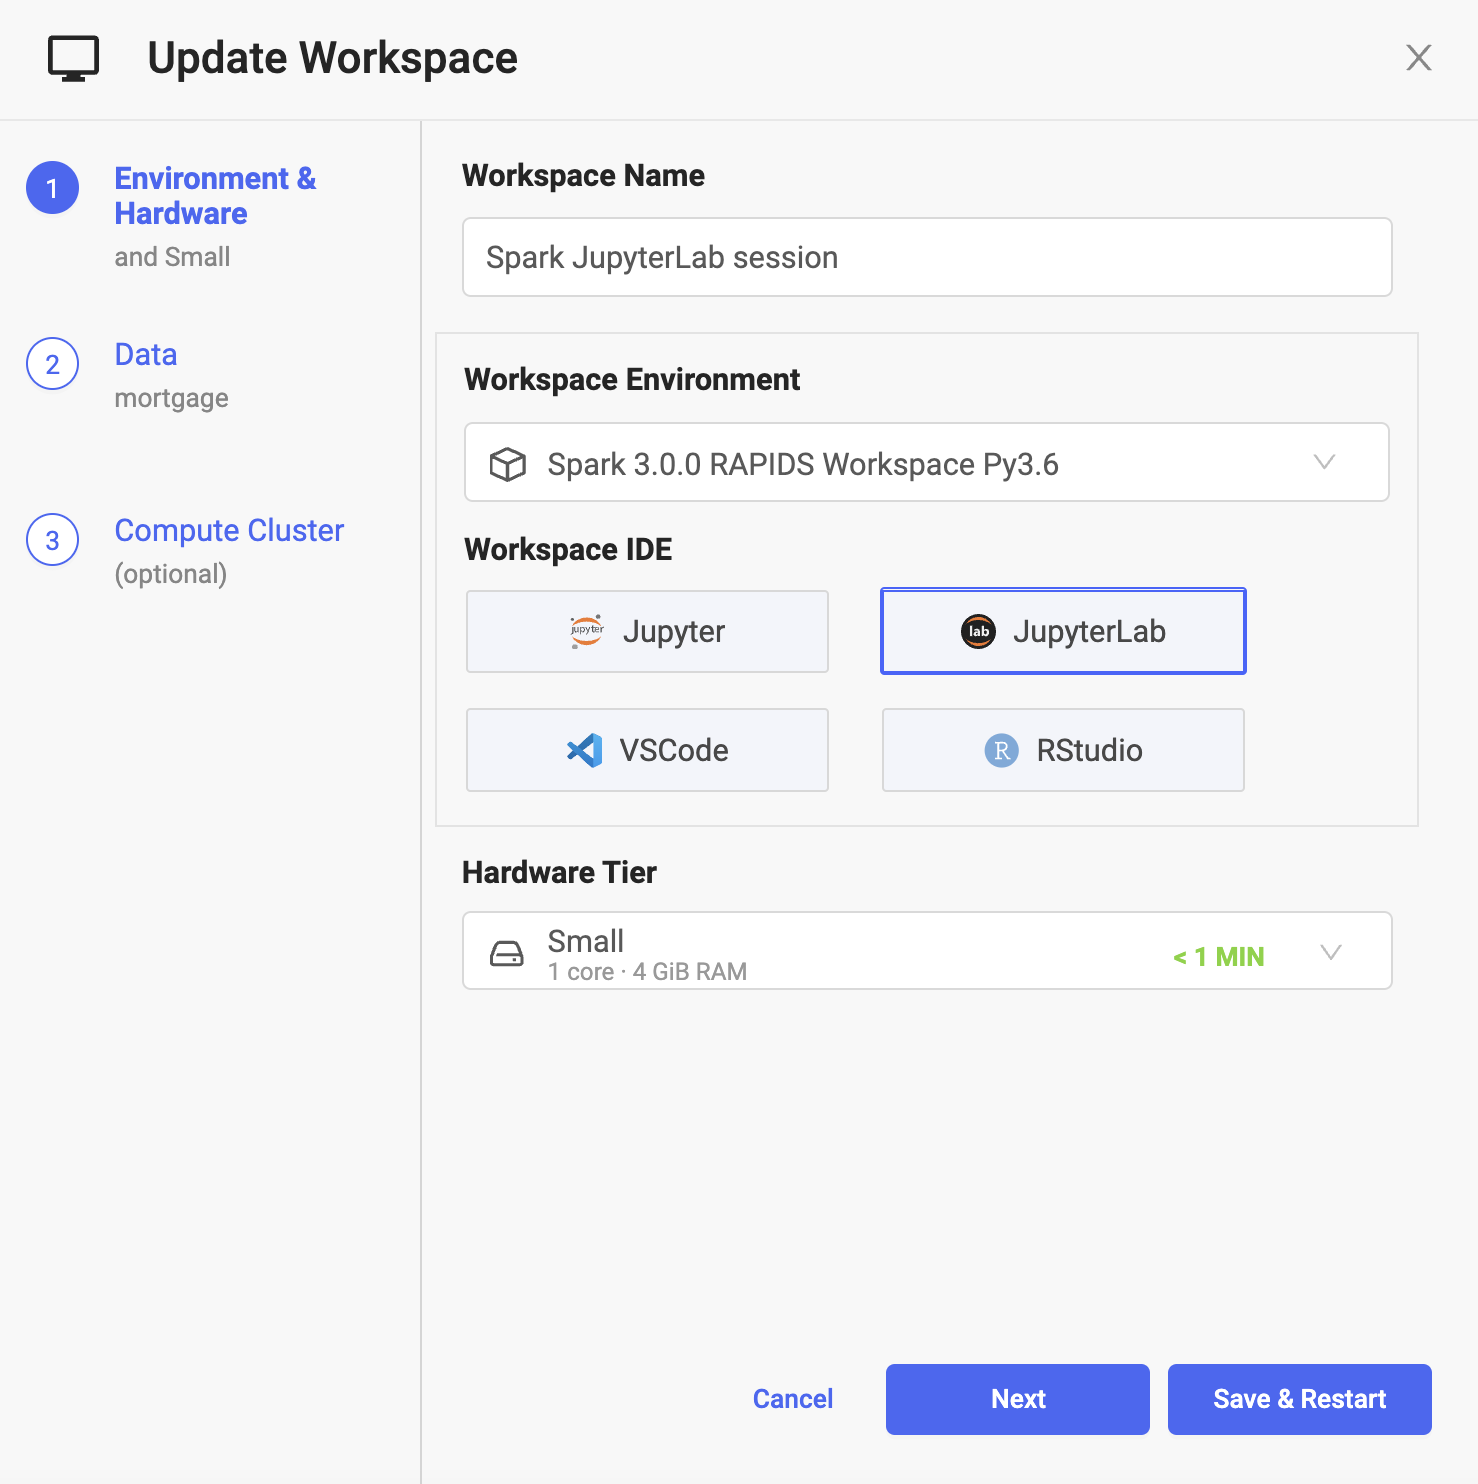 Update Workspace
1
Environment &
Hardware
and Small
2
Data
mortgage
3
Compute Cluster
(optional)
Workspace Name
Spark JupyterLab session
Workspace Environment
Spark 3.0.0 RAPIDS Workspace Py3.6
Workspace IDE
jupyter Jupyter
lab JupyterLab
VSCode
R RStudio
Hardware Tier
Small
1 core · 4 GiB RAM
< 1 MIN
Cancel
Next
Save & Restart